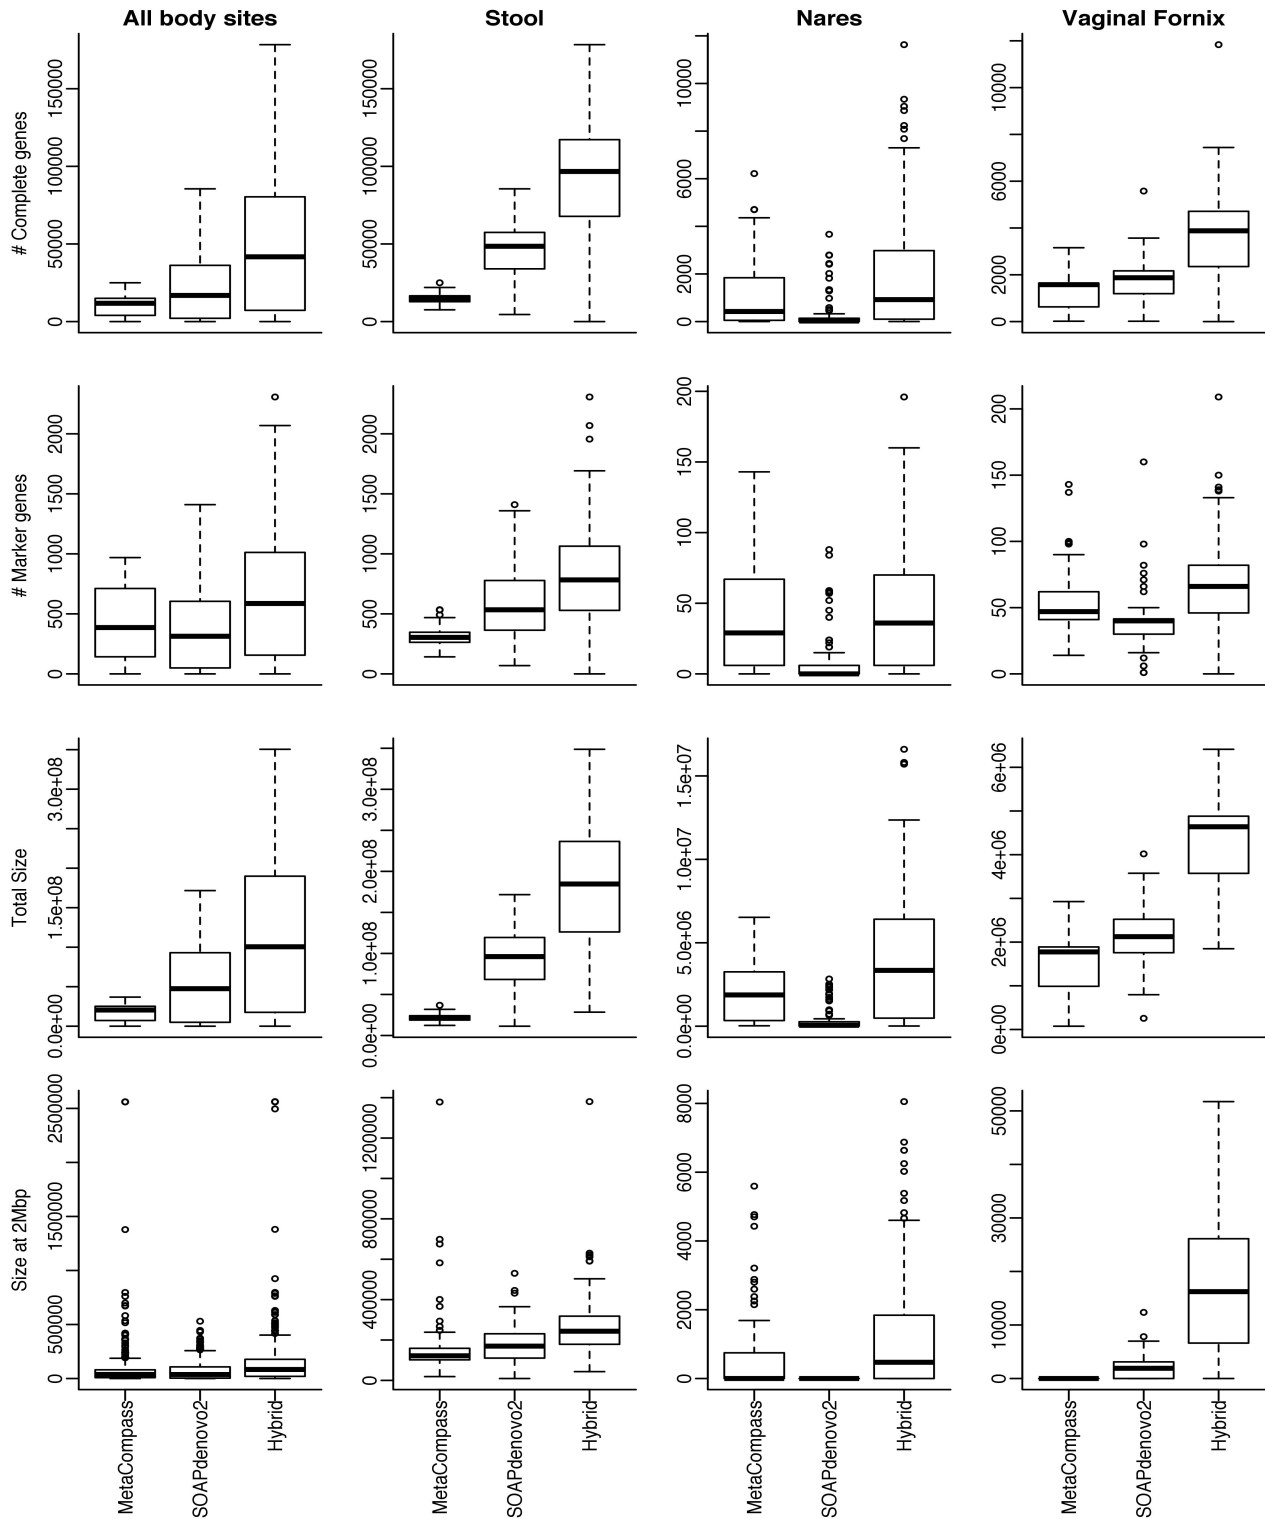 All body sites
Stool
Nares
Vaginal Fornix
# Complete genes
0
50000
100000
150000
0
50000
100000
150000
0
2000
6000
10000
0
2000
6000
10000
# Marker genes
0
500
1000
1500
2000
0
500
1000
1500
2000
0
50
100
150
200
0
50
100
150
200
Total Size
0.0e+00
1.5e+08
3.0e+08
0.0e+00
1.0e+08
2.0e+08
3.0e+08
0.0e+00
5.0e+06
1.0e+07
1.5e+07
0e+00
2e+06
4e+06
6e+06
Size at 2Mbp
0
500000
1500000
2500000
0
400000
800000
1200000
0
2000
4000
6000
8000
0
10000
30000
50000
MetaCompass
SOAPdenovo2
Hybrid
MetaCompass
SOAPdenovo2
Hybrid
MetaCompass
SOAPdenovo2
Hybrid
MetaCompass
SOAPdenovo2
Hybrid